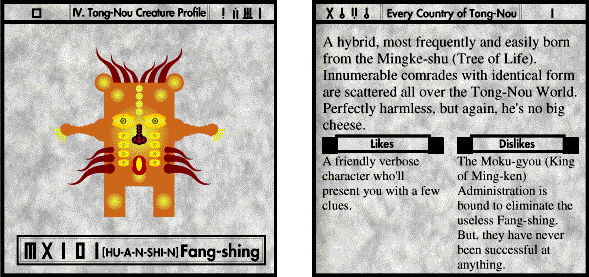 IV. Tong-Nou Creature Profile
[HU-A-N-SHI-N] Fang-shing
Every Country of Tong-Nou
A hybrid, most frequently and easily born
from the Mingke-shu (Tree of Life).
Innumerable comrades with identical form
are scattered all over the Tong-Nou World.
Perfectly harmless, but again, he's no big
cheese.
Likes
A friendly verbose
character who'll
present you with a few
clues.
Dislikes
The Moku-gyou (King
of Ming-ken)
Administration is
bound to eliminate the
useless Fang-shing.
But, they have never
been successful at
anything.